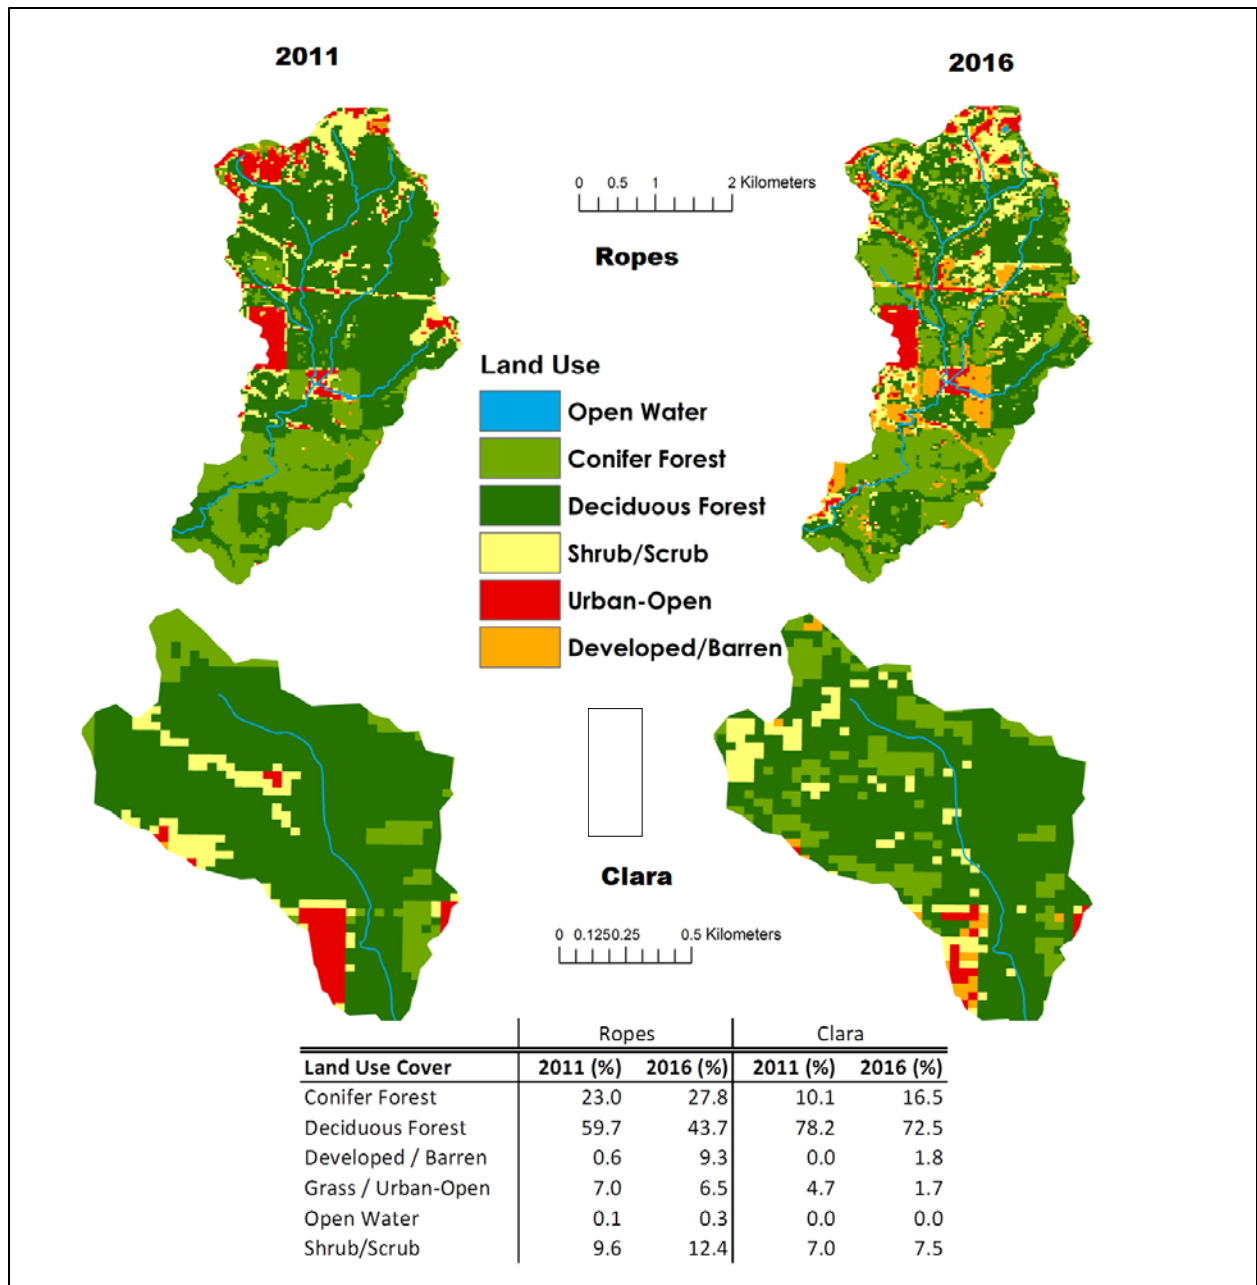 2011
2016
0 0.5 1 2 Kilometers
Ropes
Land Use
Open Water
Conifer Forest
Deciduous Forest
Shrub/Scrub
Urban-Open
Developed/Barren
Clara
0 0.1250.25 0.5 Kilometers
Ropes Clara
Land Use Cover 2011 (%) 2016 (%) 2011 (%) 2016 (%)
Conifer Forest 23.0 27.8 10.1 16.5
Deciduous Forest 59.7 43.7 78.2 72.5
Developed / Barren 0.6 9.3 0.0 1.8
Grass / Urban-Open 7.0 6.5 4.7 1.7
Open Water 0.1 0.3 0.0 0.0
Shrub/Scrub 9.6 12.4 7.0 7.5